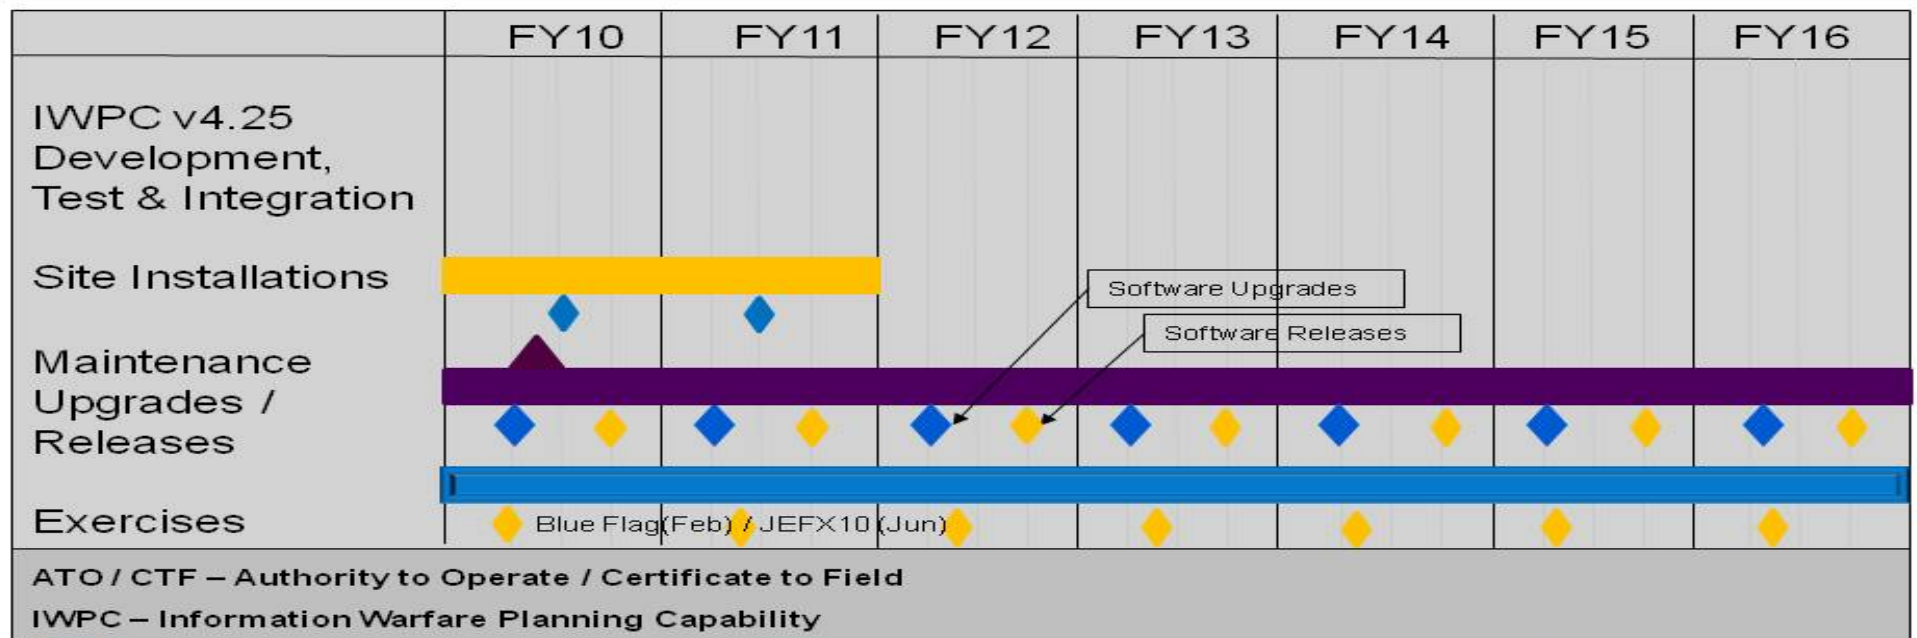 FY10 FY11 FY12 FY13 FY14 FY15 FY16
IWPC v4.25
Development,
Test & Integration
Site Installations
Software Upgrades
Software Releases
Maintenance
Upgrades /
Releases
Exercises
Blue Flag(Feb) / JEFX10 (Jun)
ATO / CTF – Authority to Operate / Certificate to Field
IWPC – Information Warfare Planning Capability